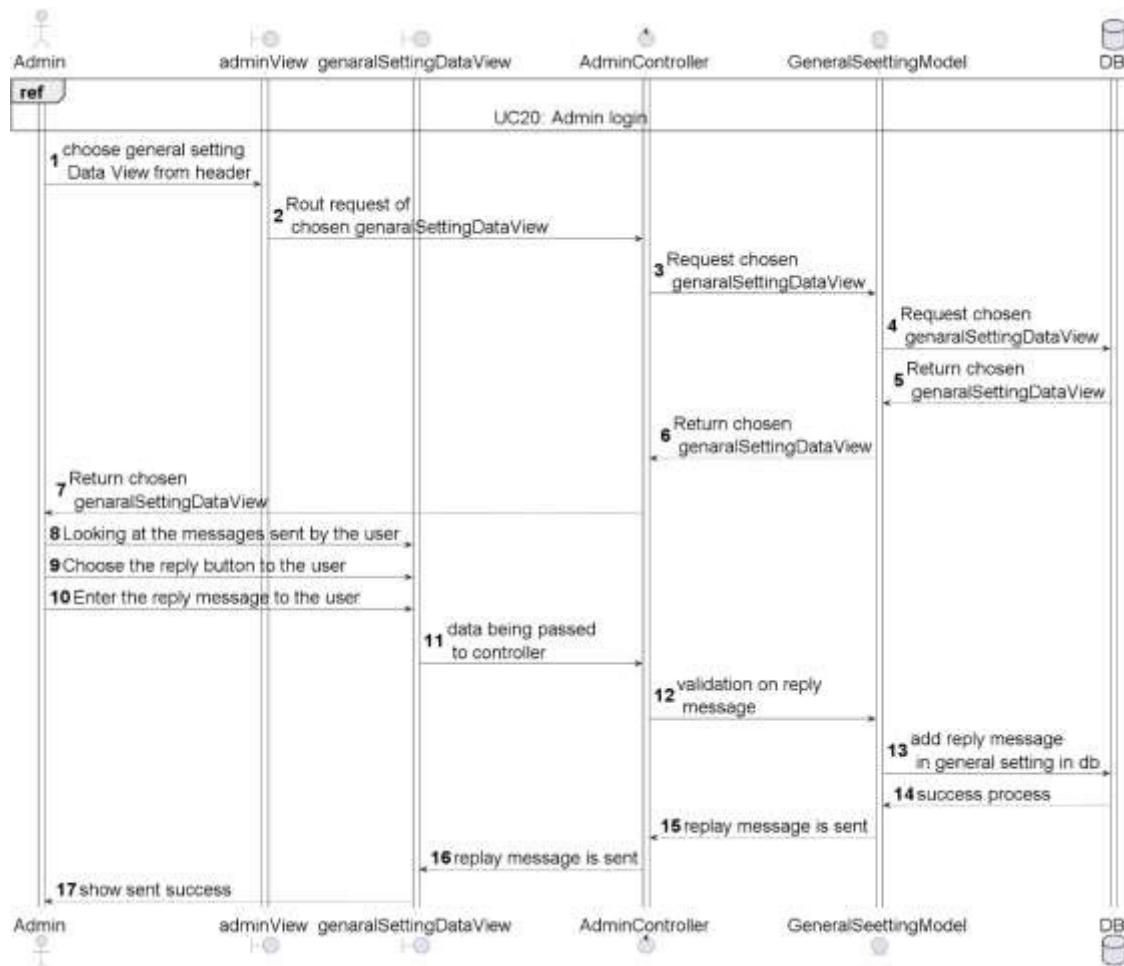 Admin adminView genaralSettingDataView AdminController GeneralSeettingModel DB
ref
UC20: Admin login
1 choose general setting
Data View from header
2 Rout request of
chosen genaralSettingDataView
3 Request chosen
genaralSettingDataView
4 Request chosen
genaralSettingDataView
5 Return chosen
genaralSettingDataView
6 Return chosen
genaralSettingDataView
7 Return chosen
genaralSettingDataView
8 Looking at the messages sent by the user
9 Choose the reply button to the user
10 Enter the reply message to the user
11 data being passed
to controller
12 validation on reply
message
13 add reply message
in general setting in db
14 success process
15 replay message is sent
16 replay message is sent
17 show sent success
Admin adminView genaralSettingDataView AdminController GeneralSeettingModel DB